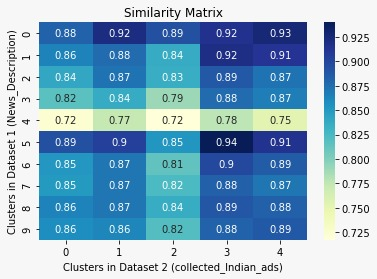 Similarity Matrix
Clusters in Dataset 1 (News_Description)
0 0.88 0.92 0.89 0.92 0.93
1 0.86 0.88 0.84 0.92 0.91
2 0.84 0.87 0.83 0.89 0.87
3 0.82 0.84 0.79 0.88 0.87
4 0.72 0.77 0.72 0.78 0.75
5 0.89 0.9 0.85 0.94 0.91
6 0.85 0.87 0.81 0.9 0.89
7 0.85 0.87 0.82 0.88 0.87
8 0.86 0.87 0.84 0.89 0.88
9 0.86 0.86 0.82 0.88 0.89
0 1 2 3 4
Clusters in Dataset 2 (collected_Indian_ads)
0.925
0.900
0.875
0.850
0.825
0.800
0.775
0.750
0.725